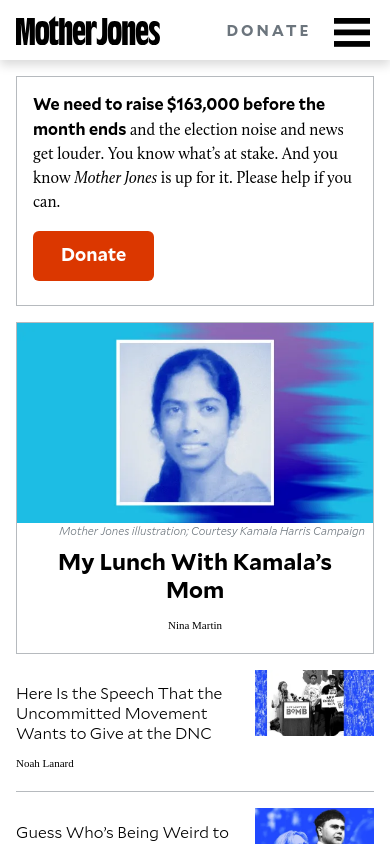 Mother Jones
DONATE
We need to raise $163,000 before the
month ends and the election noise and news
get louder. You know what's at stake. And you
know Mother Jones is up for it. Please help if you
can.
Donate
Mother Jones illustration; Courtesy Kamala Harris Campaign
My Lunch With Kamala's
Mom
Nina Martin
Here Is the Speech That the
Uncommitted Movement
Wants to Give at the DNC
Noah Lanard
BOMB
Guess Who's Being Weird to